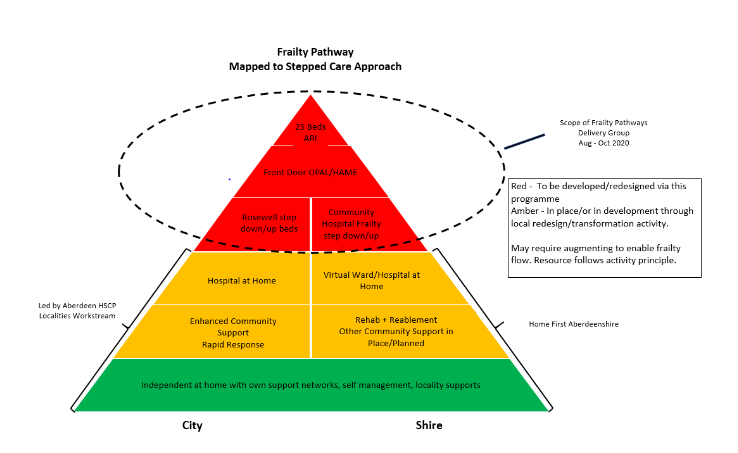 Frailty Pathway
Mapped to Stepped Care Approach
25 Beds
ARI
Front Door OPAL/HAME
Rosewell step
down/up beds
Community
Hospital Frailty
step down/up
Scope of Frailty Pathways
Delivery Group
Aug - Oct 2020
Red - To be developed/redesigned via this
programme
Amber - In place/or in development through
local redesign/transformation activity.
May require augmenting to enable frailty
flow. Resource follows activity principle.
Hospital at Home
Virtual Ward/Hospital at
Home
Led by Aberdeen HSCP
Localities Workstream
Enhanced Community
Support
Rapid Response
Rehab + Reablement
Other Community Support in
Place/Planned
Home First Aberdeenshire
Independent at home with own support networks, self management, locality supports
City
Shire